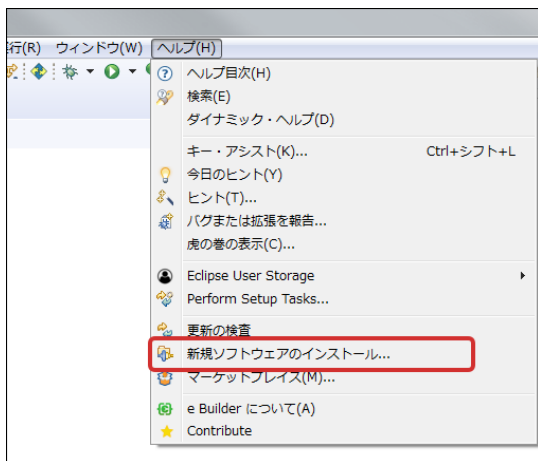 行(R) ウィンドウ(W) ヘルプ(H)
ヘルプ目次(H)
検索(E)
ダイナミック・ヘルプ(D)
キー・アシスト(K)... Ctrl+シフト+L
今日のヒント(Y)
ヒント(T)...
バグまたは拡張を報告...
虎の巻の表示(C)...
Eclipse User Storage
Perform Setup Tasks...
更新の検査
新規ソフトウェアのインストール...
マーケットプレイス(M)...
e Builder について(A)
Contribute